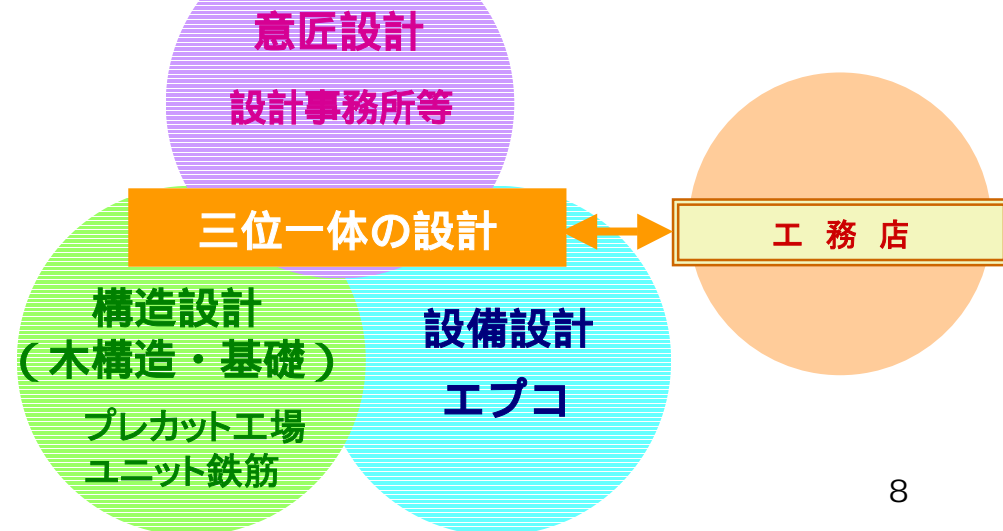 意匠設計
設計事務所等
三位一体の設計
工 務 店
構造設計
(木構造・基礎)
プレカット工場
ユニット鉄筋
設備設計
エプコ
8